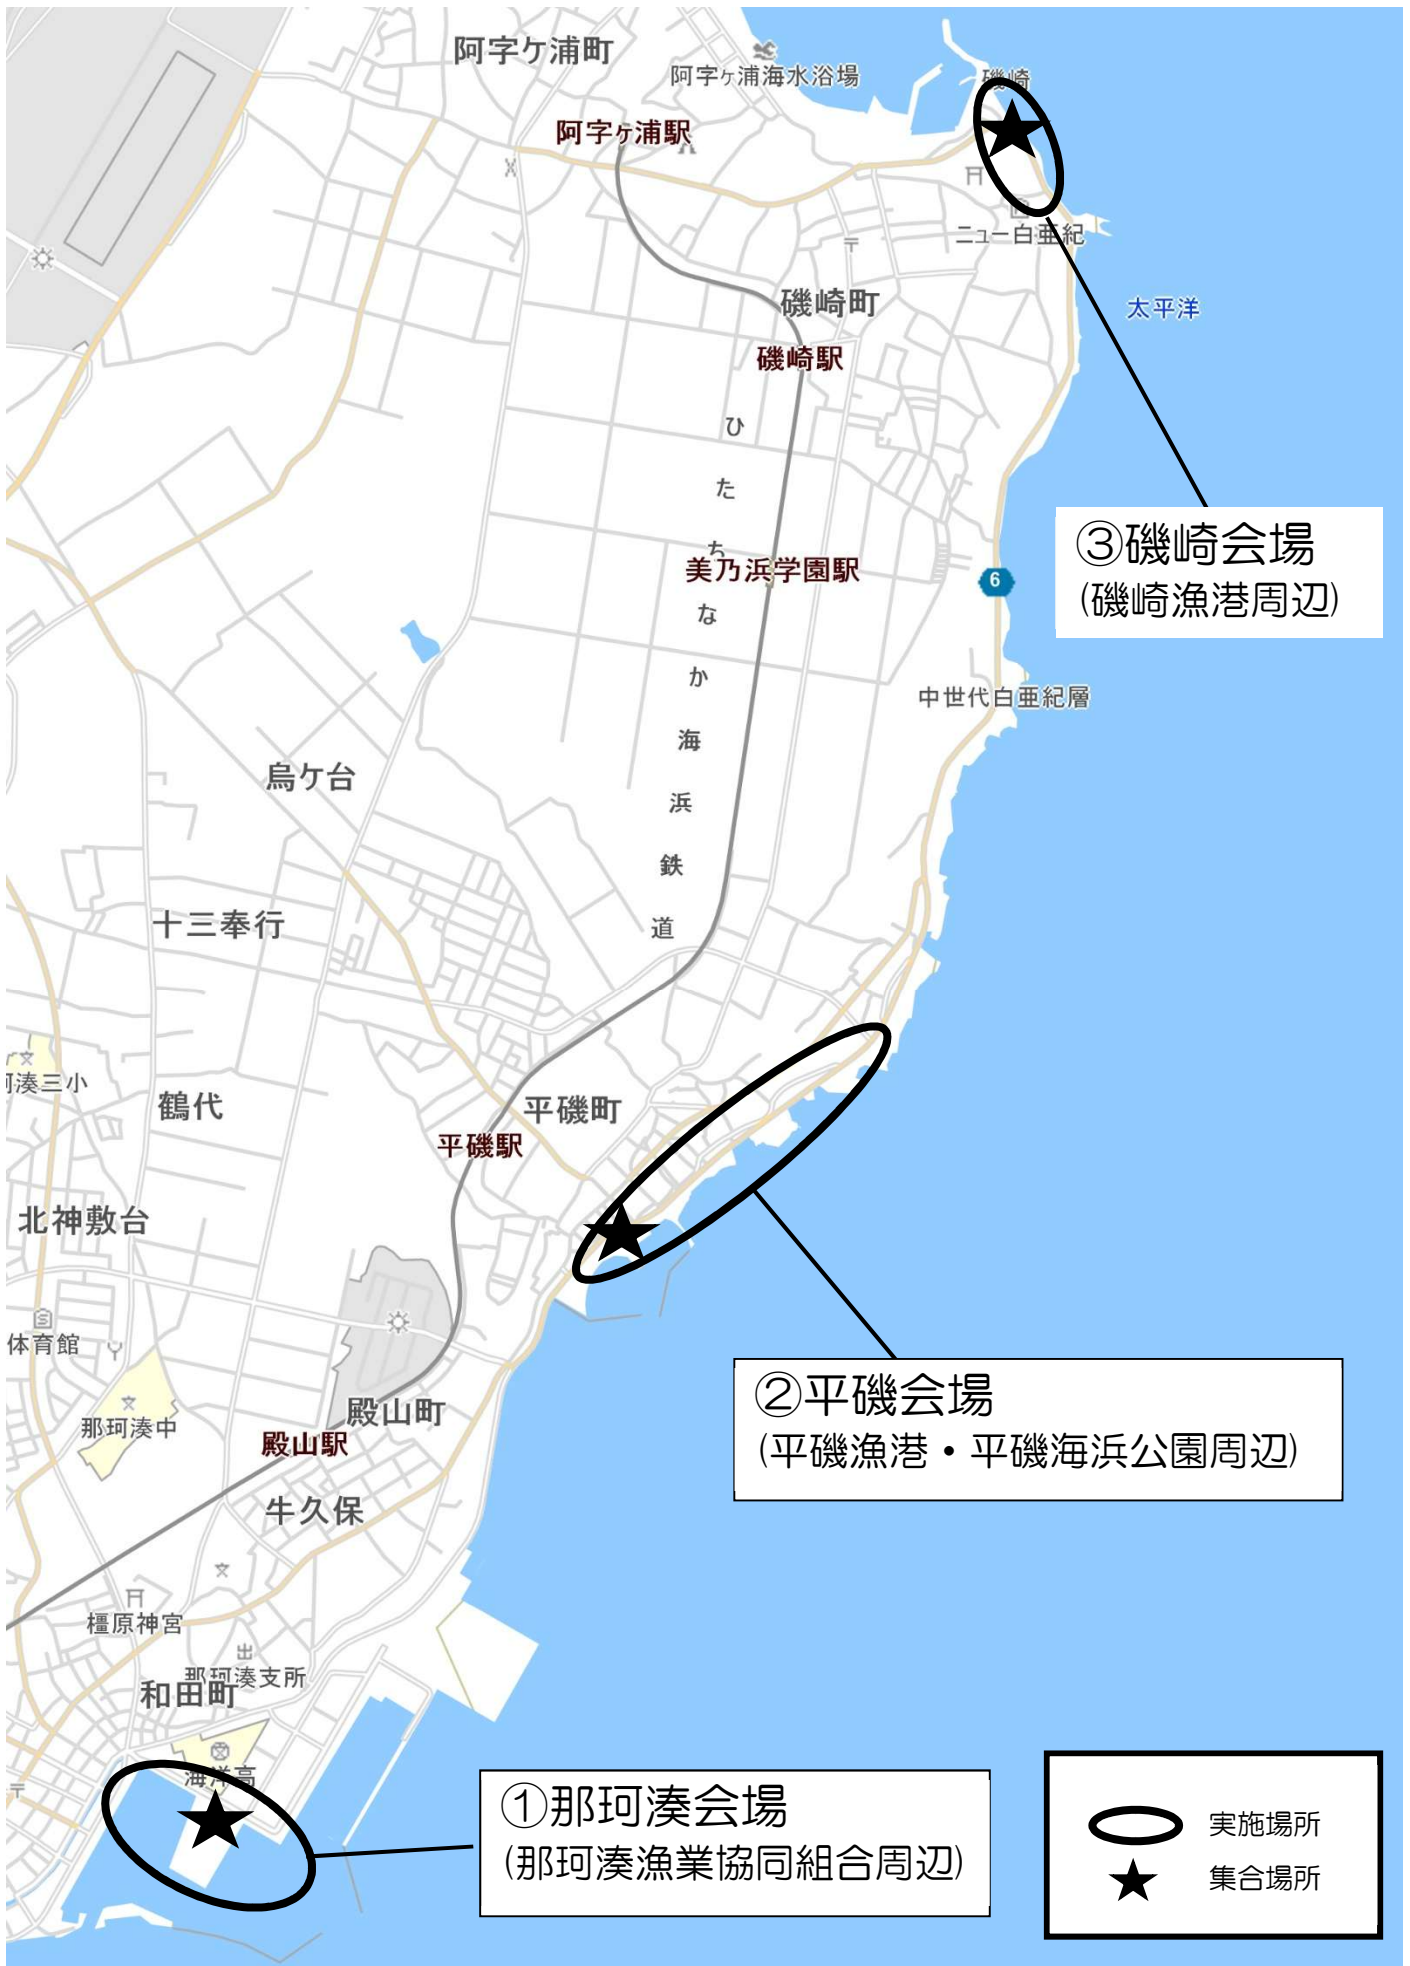 阿字ケ浦町
阿字ヶ浦海水浴場
磯崎
阿字ヶ浦駅
ニュー白亜紀
磯崎町
太平洋
磯崎駅
ひたちなか海浜鉄道
③磯崎会場
(磯崎漁港周辺)
美乃浜学園駅
6
中世代白亜紀層
烏ケ台
十三奉行
珂湊三小
鶴代
平磯町
平磯駅
北神敷台
体育館
②平磯会場
(平磯漁港・平磯海浜公園周辺)
那珂湊中
殿山町
殿山駅
牛久保
橿原神宮
那珂湊支所
和田町
海洋高
①那珂湊会場
(那珂湊漁業協同組合周辺)
実施場所
集合場所